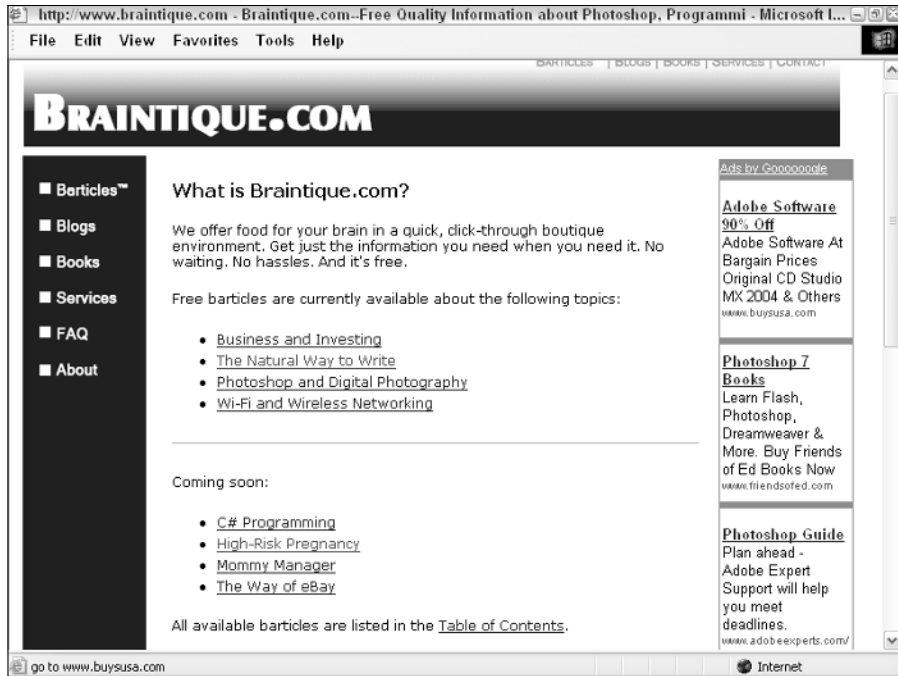 http://www.braintique.com - Braintique.com--Free Quality Information about Photoshop, Programmi - Microsoft I...
File Edit View Favorites Tools Help
BARTICLES | BLOGS | BOOKS | SERVICES | CONTACT
BRAINTIQUE.COM
Barticles™
Blogs
Books
Services
FAQ
About
What is Braintique.com?
We offer food for your brain in a quick, click-through boutique
environment. Get just the information you need when you need it. No
waiting. No hassles. And it's free.
Free barticles are currently available about the following topics:
• Business and Investing
• The Natural Way to Write
• Photoshop and Digital Photography
• Wi-Fi and Wireless Networking
Coming soon:
• C# Programming
• High-Risk Pregnancy
• Mommy Manager
• The Way of eBay
All available barticles are listed in the Table of Contents.
Ads by Goooooogle
Adobe Software
90% Off
Adobe Software At
Bargain Prices
Original CD Studio
MX 2004 & Others
www.buysusa.com
Photoshop 7
Books
Learn Flash,
Photoshop,
Dreamweaver &
More. Buy Friends
of Ed Books Now
www.friendsofed.com
Photoshop Guide
Plan ahead -
Adobe Expert
Support will help
you meet
deadlines.
www.adobeexperts.com/
go to www.buysusa.com
Internet